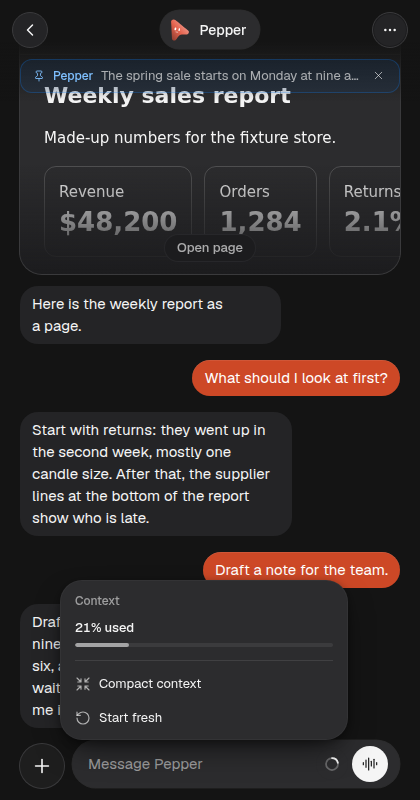 Pepper
Pepper The spring sale starts on Monday at nine a…
Weekly sales report
Made-up numbers for the fixture store.
Revenue
$48,200
Orders
1,284
Returns
2.1%
Open page
Here is the weekly report as
a page.
What should I look at first?
Start with returns: they went up in
the second week, mostly one
candle size. After that, the supplier
lines at the bottom of the report
show who is late.
Draft a note for the team.
Context
21% used
Compact context
Start fresh
Message Pepper